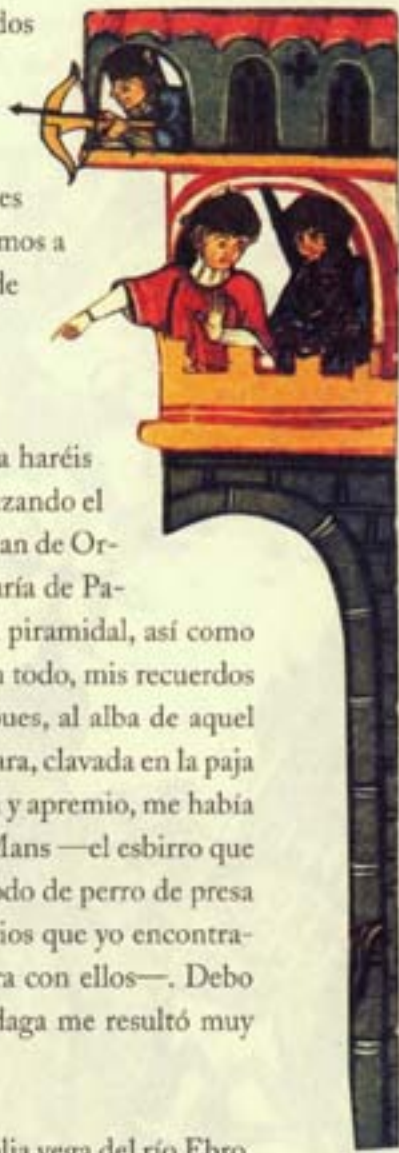 dos
es
mos a
de
a haréis
zando el
an de Or-
aría de Pa-
piramidal, así como
n todo, mis recuerdos
pues, al alba de aquel
ara, clavada en la paja
y apremio, me había
Mans —el esbirro que
odo de perro de presa
ios que yo encontra-
ra con ellos—. Debo
daga me resultó muy
lia vega del río Ebro